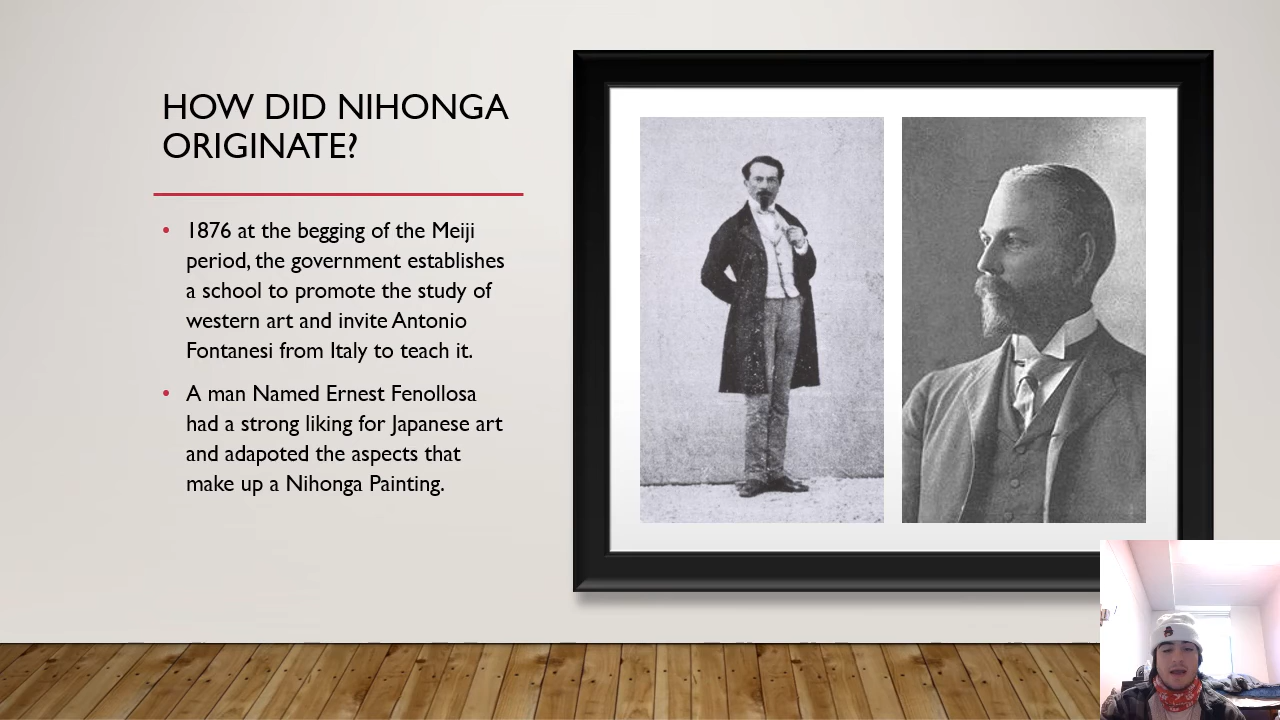 HOW DID NIHONGA
ORIGINATE?
• 1876 at the begging of the Meiji
period, the government establishes
a school to promote the study of
western art and invite Antonio
Fontanesi from Italy to teach it.
• A man Named Ernest Fenollosa
had a strong liking for Japanese art
and adapoted the aspects that
make up a Nihonga Painting.